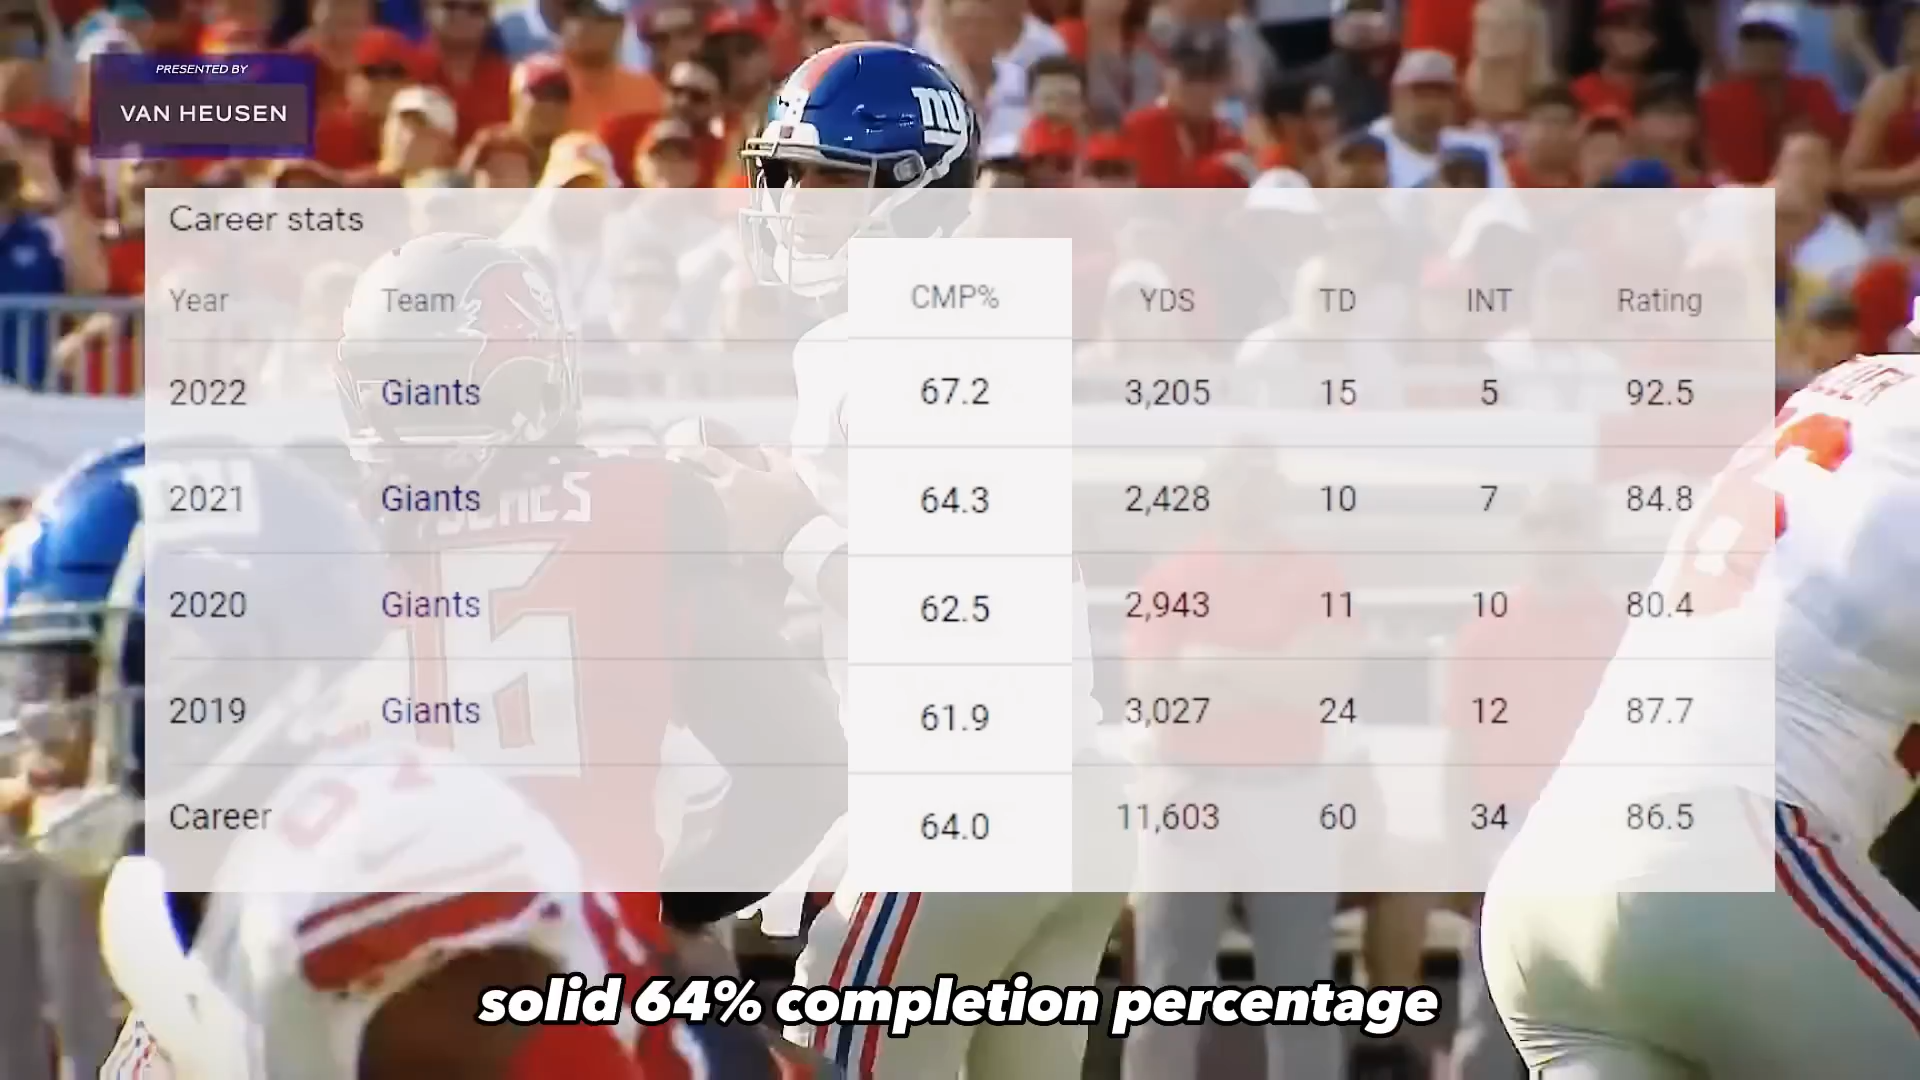 PRESENTED BY
VAN HEUSEN
ny
Career stats
Year Team CMP% YDS TD INT Rating
2022 Giants 67.2 3,205 15 5 92.5
2021 Giants 64.3 2,428 10 7 84.8
2020 Giants 62.5 2,943 11 10 80.4
2019 Giants 61.9 3,027 24 12 87.7
Career 64.0 11,603 60 34 86.5
solid 64% completion percentage